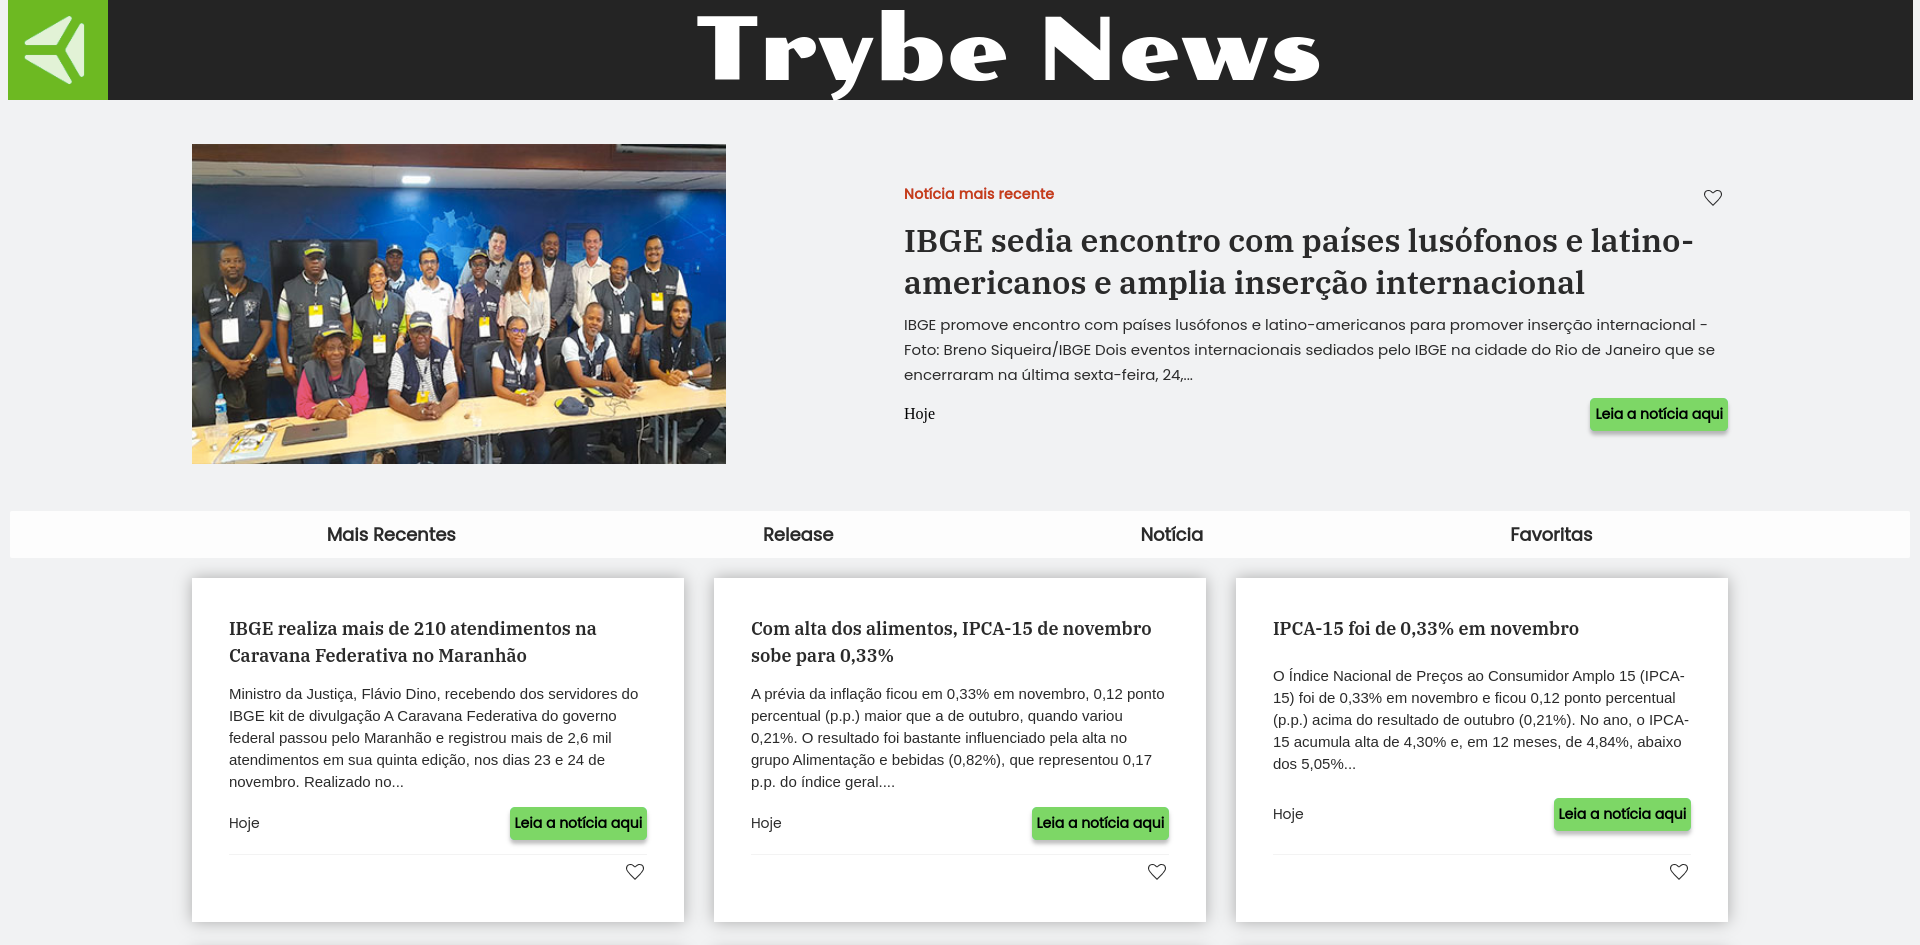 Trybe News
Notícia mais recente
IBGE sedia encontro com países lusófonos e latino-
americanos e amplia inserção internacional
IBGE promove encontro com países lusófonos e latino-americanos para promover inserção internacional -
Foto: Breno Siqueira/IBGE Dois eventos internacionais sediados pelo IBGE na cidade do Rio de Janeiro que se
encerraram na última sexta-feira, 24,...
Hoje
Leia a notícia aqui
Mais Recentes
Release
Notícia
Favoritas
IBGE realiza mais de 210 atendimentos na
Caravana Federativa no Maranhão
Ministro da Justiça, Flávio Dino, recebendo dos servidores do
IBGE kit de divulgação A Caravana Federativa do governo
federal passou pelo Maranhão e registrou mais de 2,6 mil
atendimentos em sua quinta edição, nos dias 23 e 24 de
novembro. Realizado no...
Hoje
Leia a notícia aqui
Com alta dos alimentos, IPCA-15 de novembro
sobe para 0,33%
A prévia da inflação ficou em 0,33% em novembro, 0,12 ponto
percentual (p.p.) maior que a de outubro, quando variou
0,21%. O resultado foi bastante influenciado pela alta no
grupo Alimentação e bebidas (0,82%), que representou 0,17
p.p. do índice geral....
Hoje
Leia a notícia aqui
IPCA-15 foi de 0,33% em novembro
O Índice Nacional de Preços ao Consumidor Amplo 15 (IPCA-
15) foi de 0,33% em novembro e ficou 0,12 ponto percentual
(p.p.) acima do resultado de outubro (0,21%). No ano, o IPCA-
15 acumula alta de 4,30% e, em 12 meses, de 4,84%, abaixo
dos 5,05%...
Hoje
Leia a notícia aqui